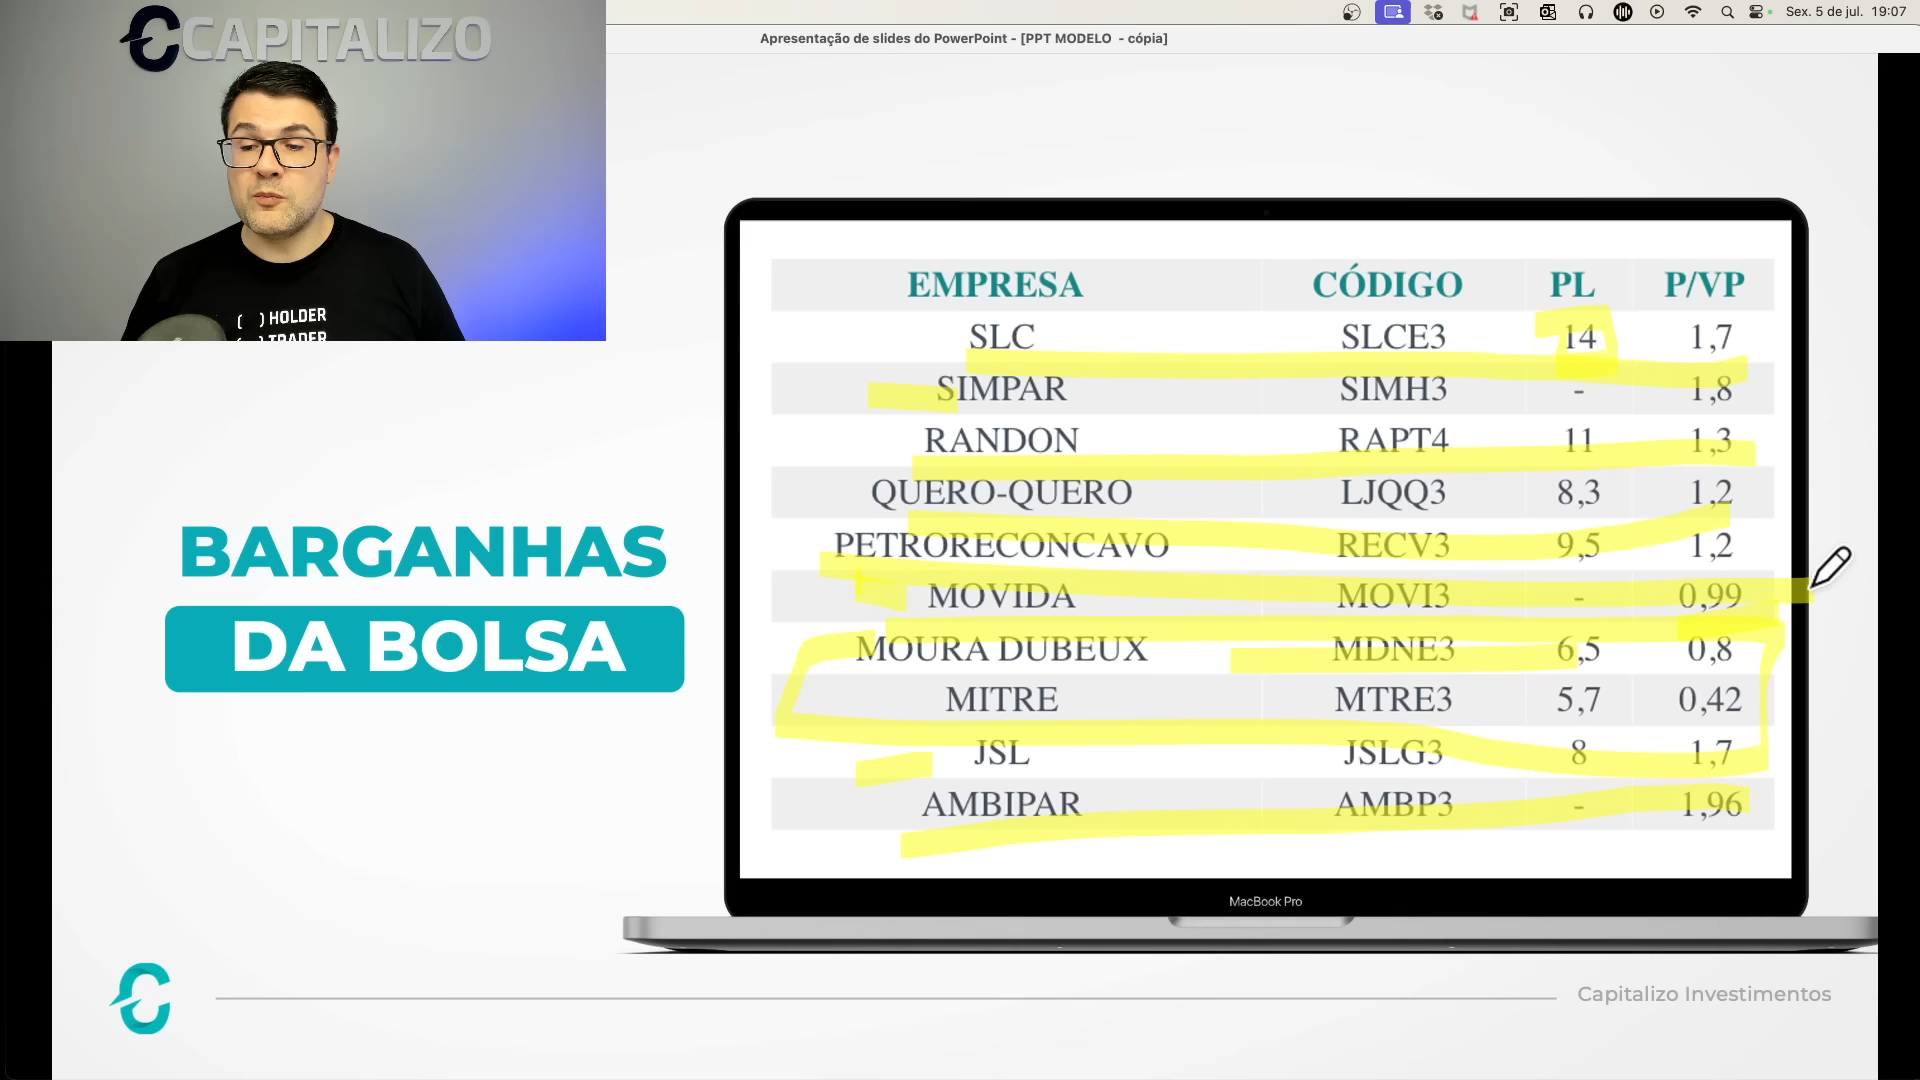 CAPITALIZO
( ) HOLDER
( ) TRADER
Apresentação de slides do PowerPoint - [PPT MODELO - cópia]
Sex. 5 de jul. 19:07
BARGANHAS
DA BOLSA
EMPRESA CÓDIGO PL P/VP
SLC SLCE3 14 1,7
SIMPAR SIMH3 - 1,8
RANDON RAPT4 11 1,3
QUERO-QUERO LJQQ3 8,3 1,2
PETRORECONCAVO RECV3 9,5 1,2
MOVIDA MOVI3 - 0,99
MOURA DUBEUX MDNE3 6,5 0,8
MITRE MTRE3 5,7 0,42
JSL JSLG3 8 1,7
AMBIPAR AMBP3 - 1,96
MacBook Pro
Capitalizo Investimentos